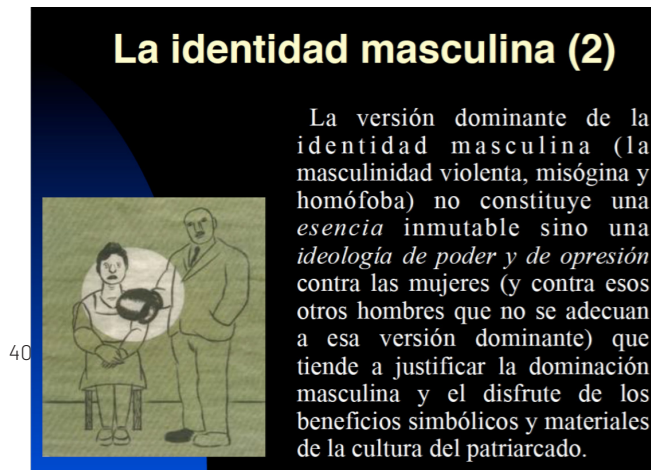 La identidad masculina (2)
La versión dominante de la
identidad masculina (la
masculinidad violenta, misógina y
homófoba) no constituye una
esencia inmutable sino una
ideología de poder y de opresión
contra las mujeres (y contra esos
otros hombres que no se adecuan
a esa versión dominante) que
tiende a justificar la dominación
masculina y el disfrute de los
beneficios simbólicos y materiales
de la cultura del patriarcado.
40